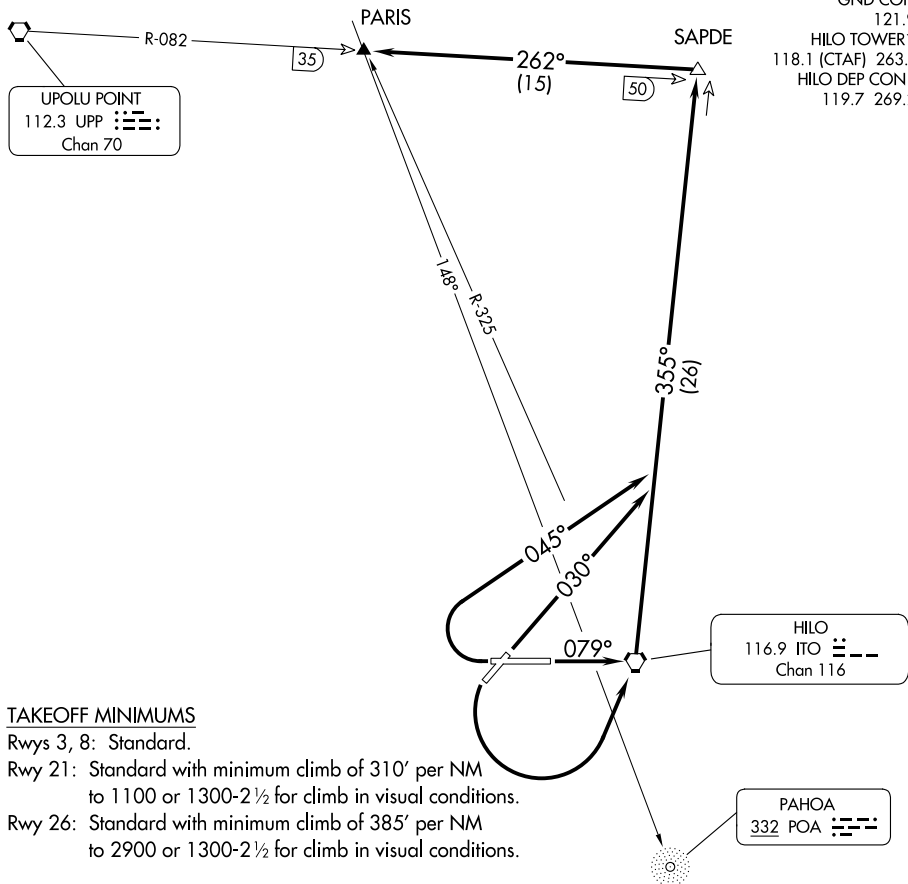 GND CON
121.9
HILO TOWER
118.1 (CTAF) 263.
HILO DEP CON
119.7 269.
PARIS
SAPDE
R-082
35
262°
(15)
50
UPOLU POINT
112.3 UPP
Chan 70
148°
R-325
355°
(26)
045°
030°
079°
HILO
116.9 ITO
Chan 116
TAKEOFF MINIMUMS
Rwys 3, 8: Standard.
Rwy 21: Standard with minimum climb of 310' per NM
to 1100 or 1300-2½ for climb in visual conditions.
Rwy 26: Standard with minimum climb of 385' per NM
to 2900 or 1300-2½ for climb in visual conditions.
PAHOA
332 POA